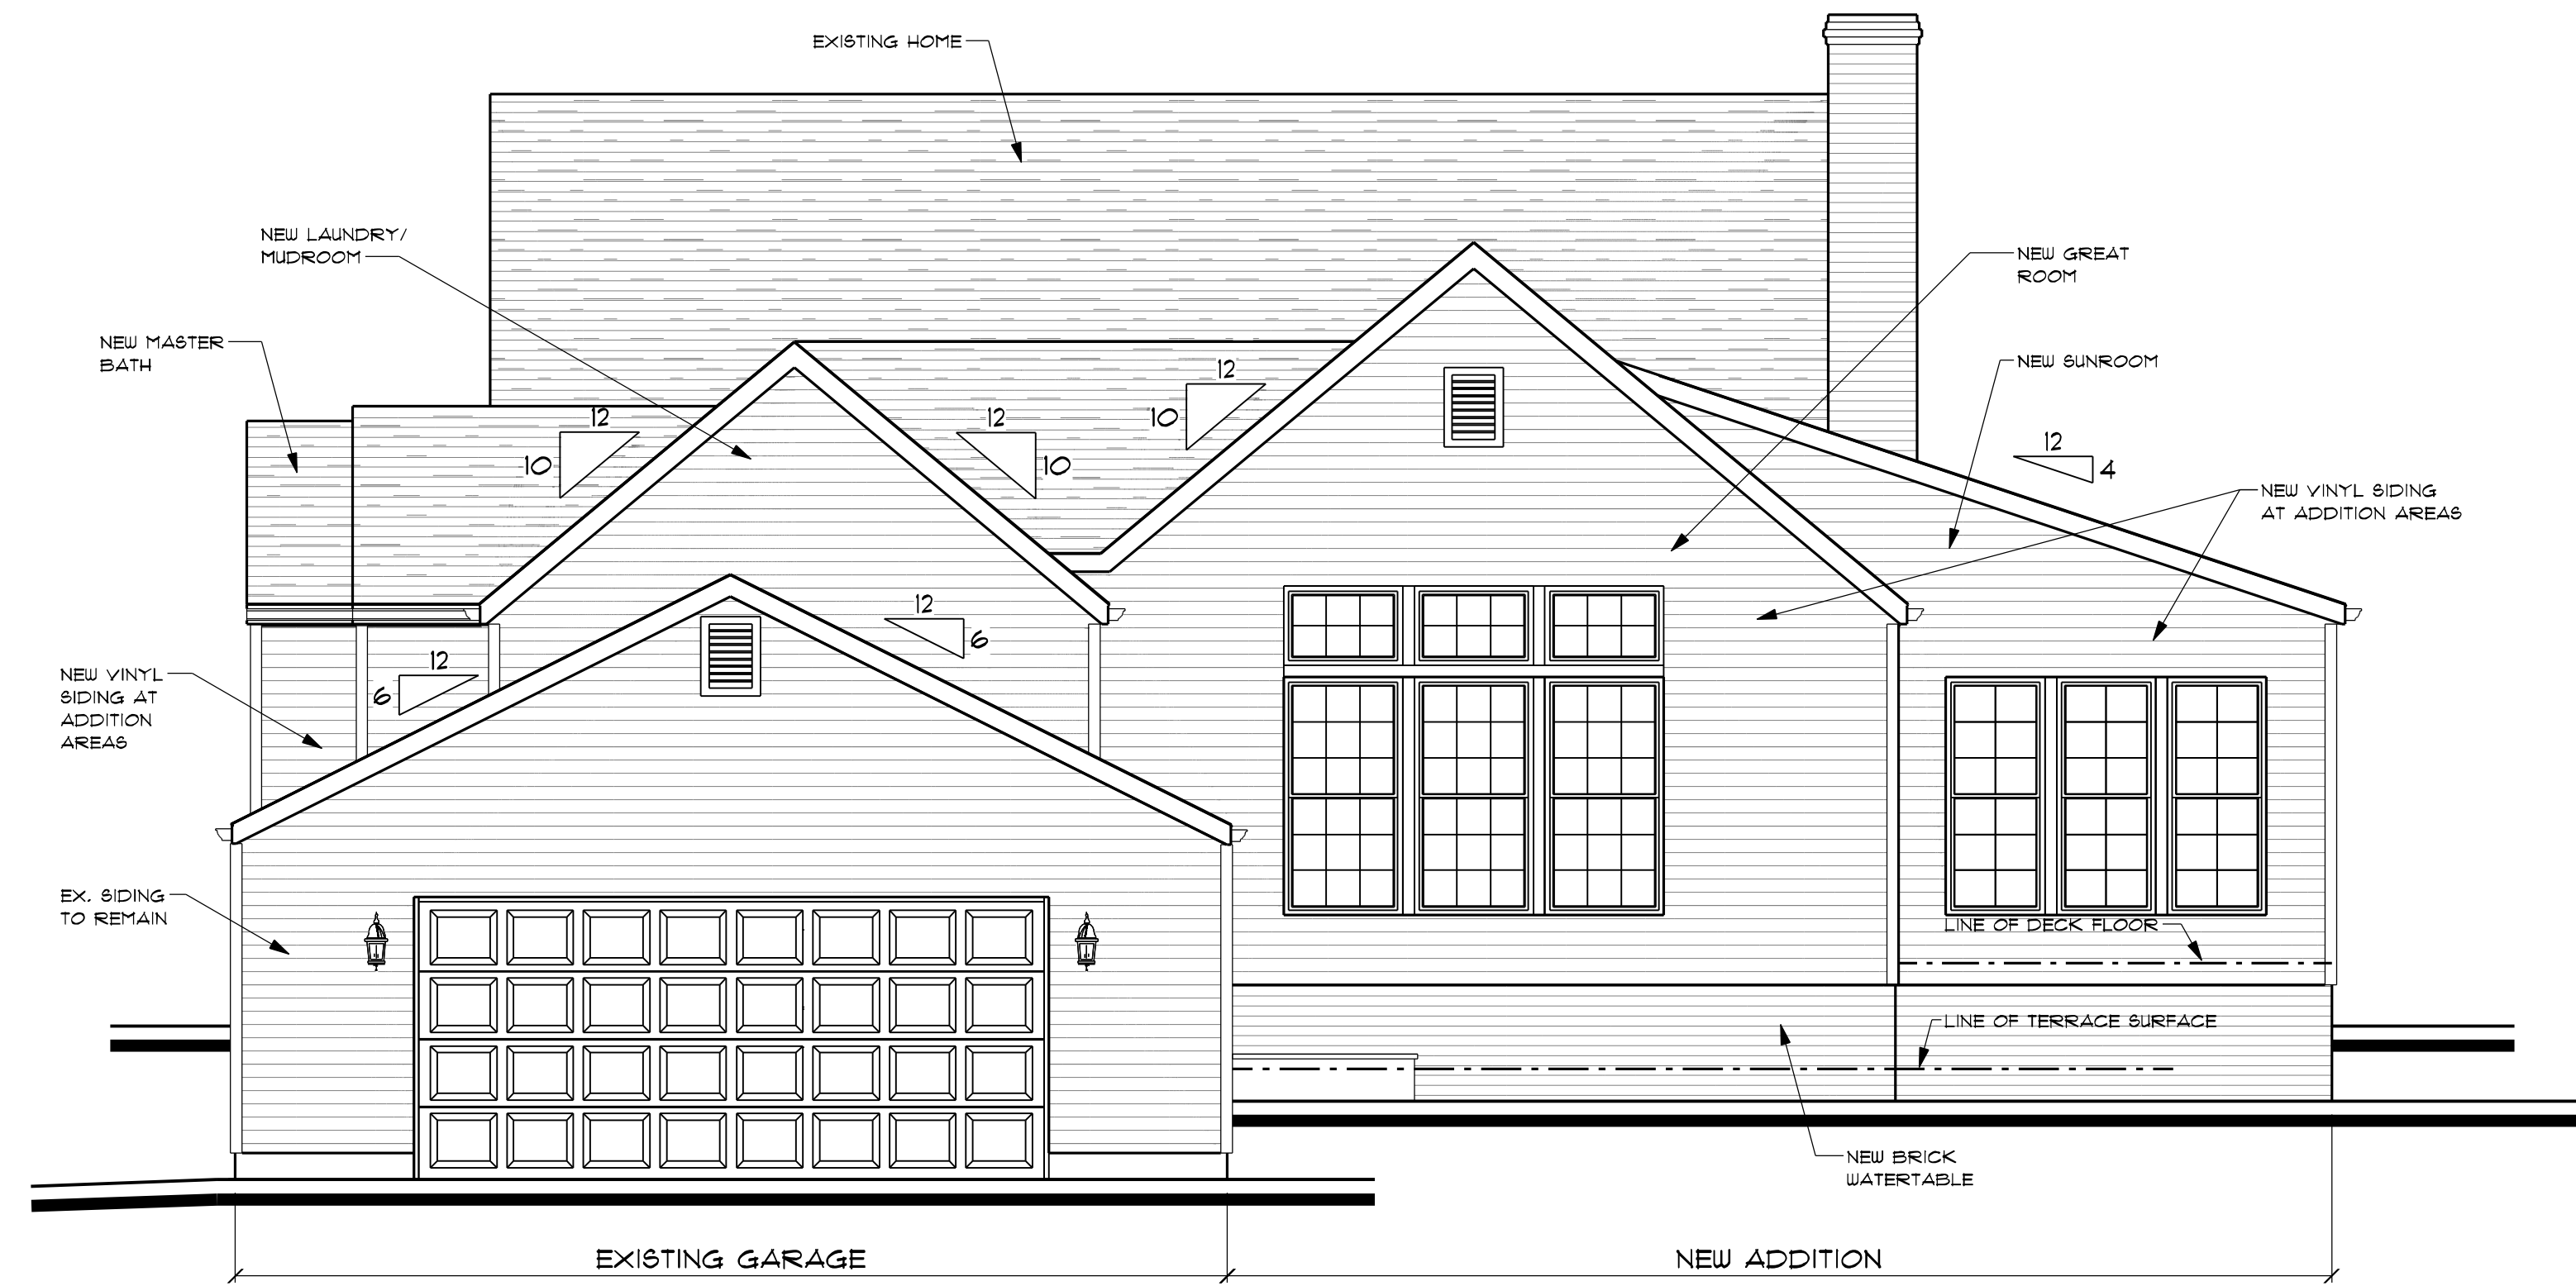 EXISTING HOME
NEW LAUNDRY/
MUDROOM
NEW GREAT
ROOM
NEW MASTER
BATH
NEW SUNROOM
12
10
12
10
12
10
12
4
NEW VINYL SIDING
AT ADDITION AREAS
12
6
12
6
NEW VINYL
SIDING AT
ADDITION
AREAS
EX. SIDING
TO REMAIN
LINE OF DECK FLOOR
LINE OF TERRACE SURFACE
NEW BRICK
WATERTABLE
EXISTING GARAGE
NEW ADDITION